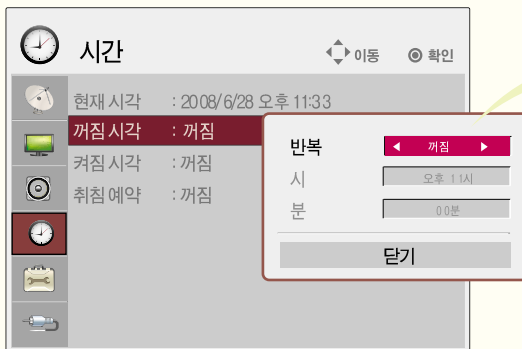 시간
이동 확인
현재 시각 : 2008/6/28 오후 11:33
꺼짐 시각 : 꺼짐
켜짐 시각 : 꺼짐
취침 예약 : 꺼짐
반복 ◀ 꺼짐 ▶
시 오후 11시
분 00분
닫기